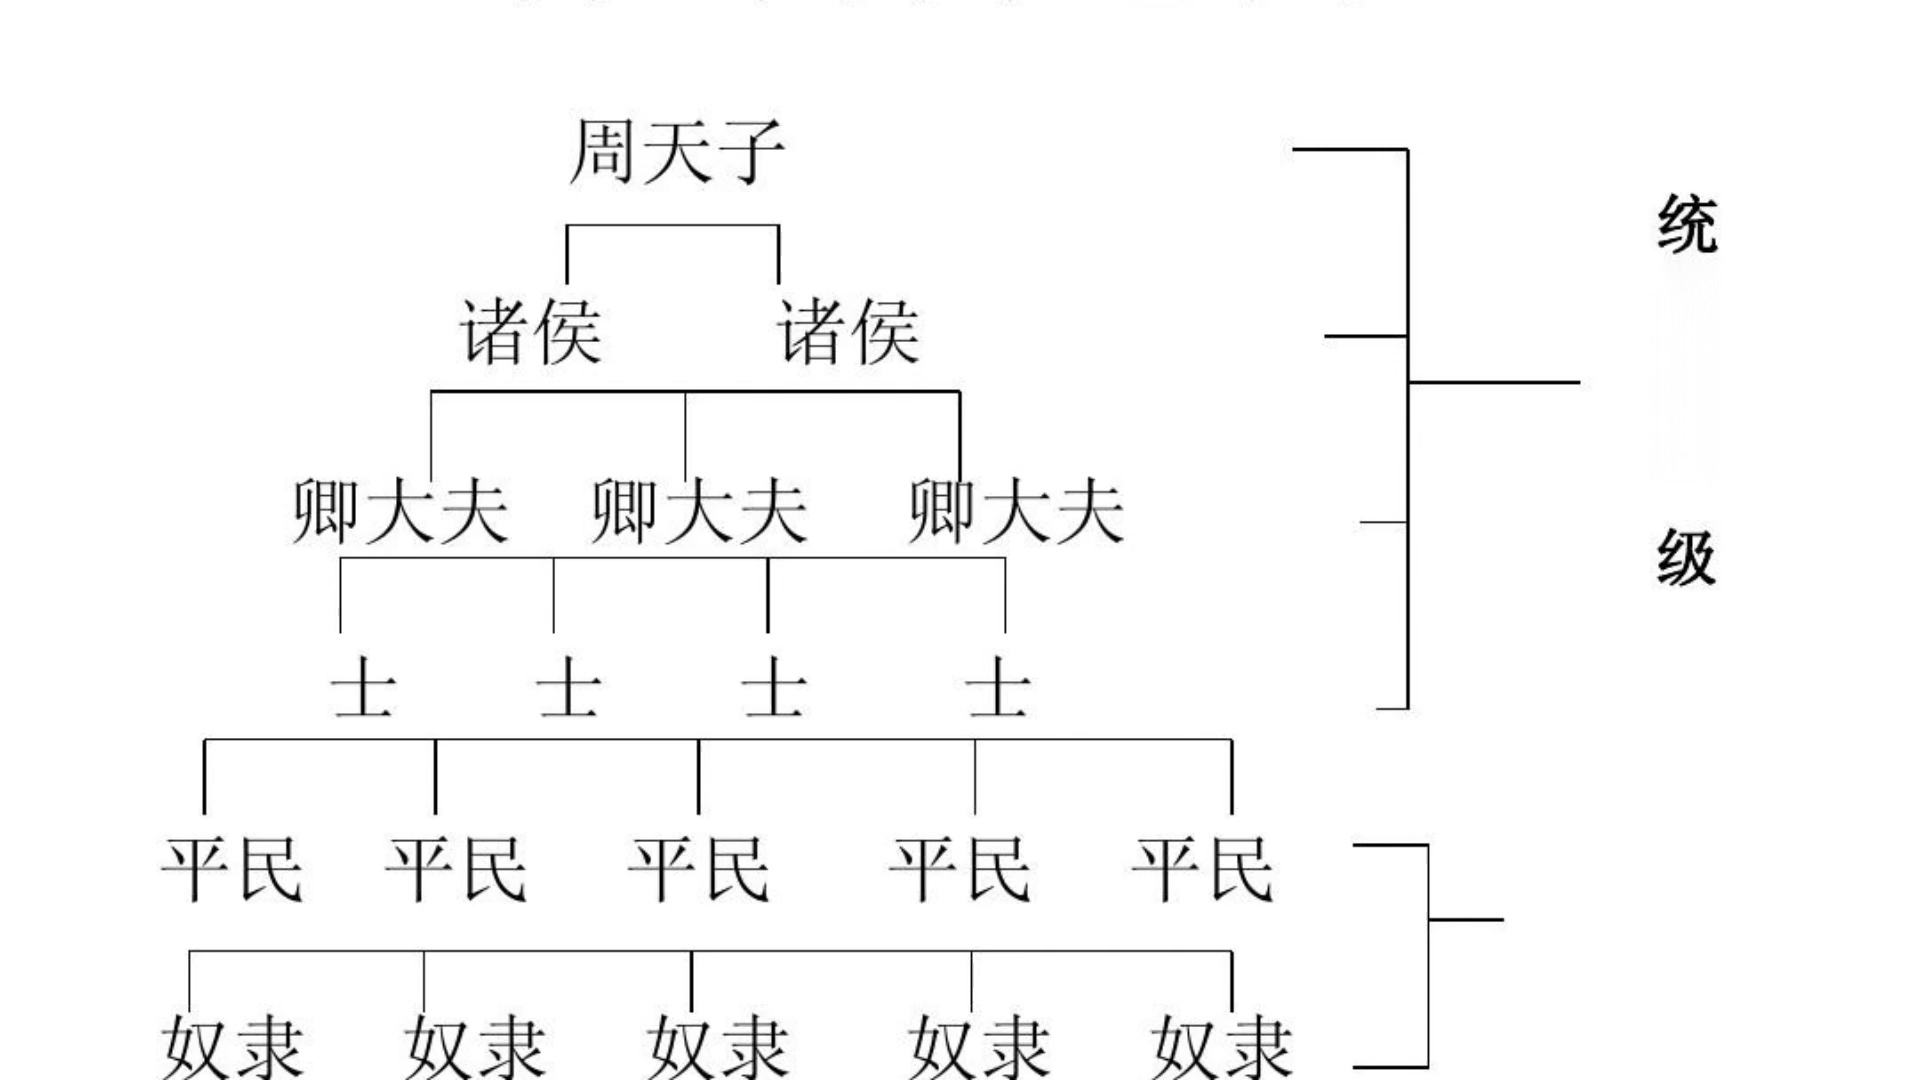 周天子
诸侯 诸侯
卿大夫 卿大夫 卿大夫
士 士 士 士
平民 平民 平民 平民 平民
奴隶 奴隶 奴隶 奴隶 奴隶
统
级